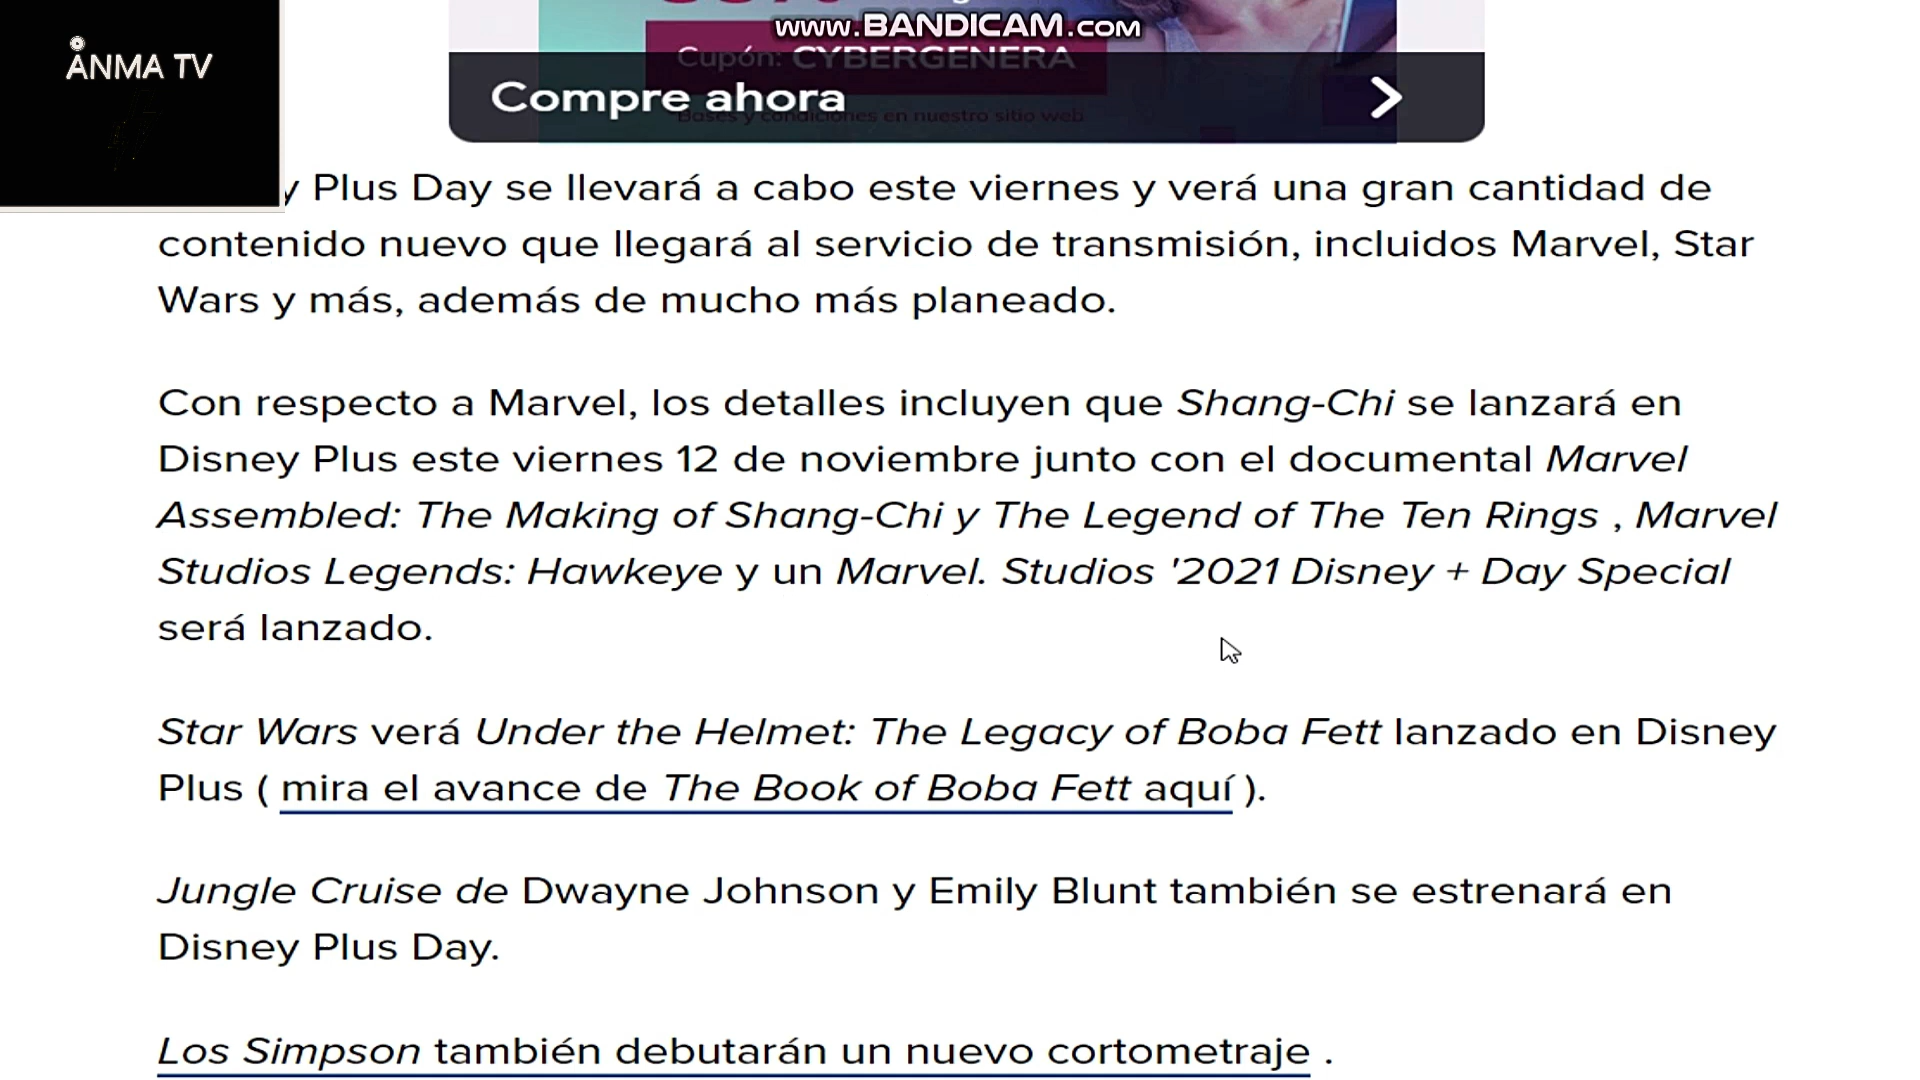 www.BANDICAM.com
ANMA TV
Cupón: CYBERGENERA
Compre ahora
Bases y condiciones en nuestro sitio web
y Plus Day se llevará a cabo este viernes y verá una gran cantidad de
contenido nuevo que llegará al servicio de transmisión, incluidos Marvel, Star
Wars y más, además de mucho más planeado.
Con respecto a Marvel, los detalles incluyen que Shang-Chi se lanzará en
Disney Plus este viernes 12 de noviembre junto con el documental Marvel
Assembled: The Making of Shang-Chi y The Legend of The Ten Rings , Marvel
Studios Legends: Hawkeye y un Marvel. Studios '2021 Disney + Day Special
será lanzado.
Star Wars verá Under the Helmet: The Legacy of Boba Fett lanzado en Disney
Plus ( mira el avance de The Book of Boba Fett aquí ).
Jungle Cruise de Dwayne Johnson y Emily Blunt también se estrenará en
Disney Plus Day.
Los Simpson también debutarán un nuevo cortometraje .